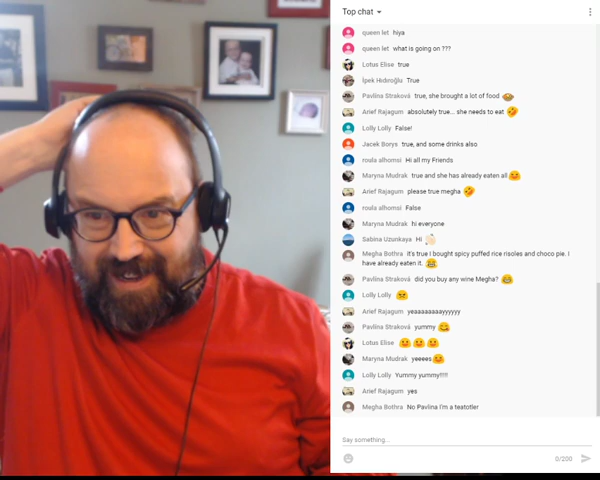 Top chat
queen let hiya
queen let what is going on ???
Lotus Elise true
İpek Hıdıroğlu True
Pavlína Straková true, she brought a lot of food
Arief Rajagum absolutely true... she needs to eat
Lolly Lolly False!
Jacek Borys true, and some drinks also
roula alhomsi Hi all my Friends
Maryna Mudrak true and she has already eaten all
Arief Rajagum please true megha
roula alhomsi False
Maryna Mudrak hi everyone
Sabina Uzunkaya Hi
Megha Bothra it's true I bought spicy puffed rice risoles and choco pie. I
have already eaten it.
Pavlína Straková did you buy any wine Megha?
Lolly Lolly
Arief Rajagum yeaaaaaaaayyyyyy
Pavlína Straková yummy
Lotus Elise
Maryna Mudrak yeeees
Lolly Lolly Yummy yummy!!!!!
Arief Rajagum yes
Megha Bothra No Pavlina I'm a teatotler
Say something...
0/200